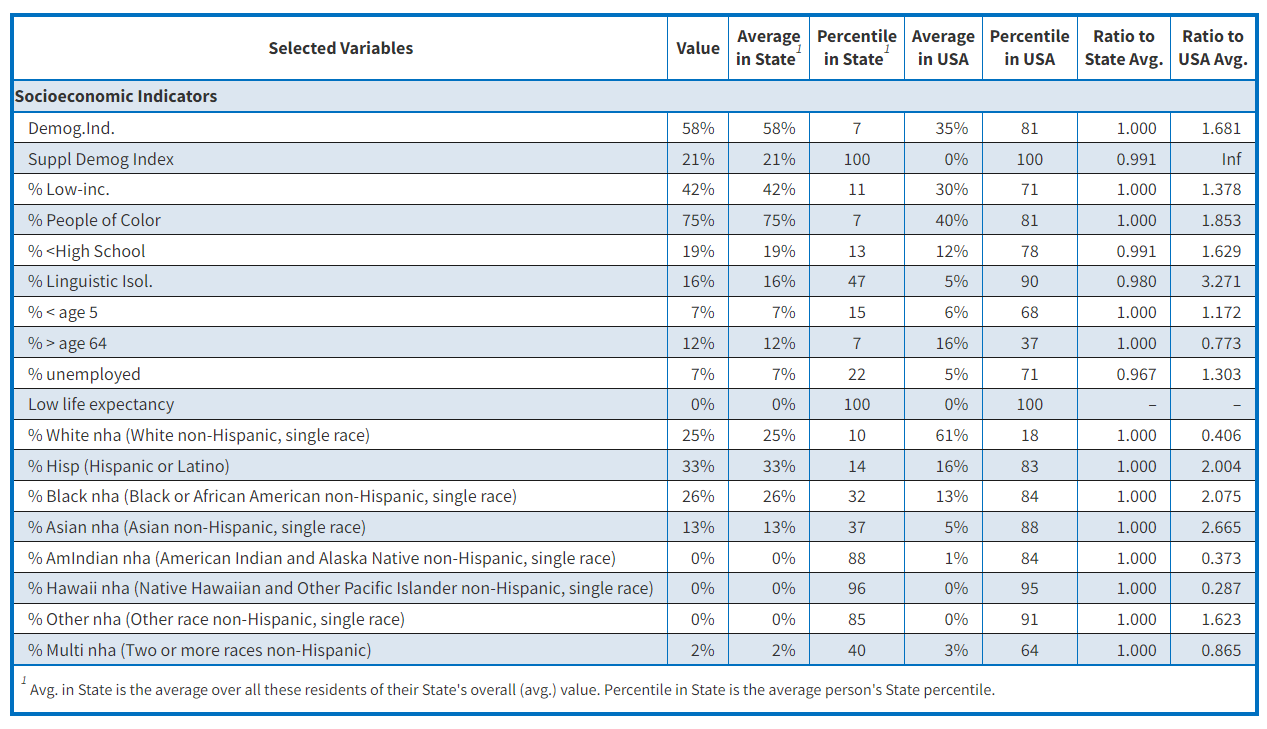 Selected Variables Value Average in State1 Percentile in State1 Average in USA Percentile in USA Ratio to State Avg. Ratio to USA Avg.
Socioeconomic Indicators
Demog.Ind. 58% 58% 7 35% 81 1.000 1.681
Suppl Demog Index 21% 21% 100 0% 100 0.991 Inf
% Low-inc. 42% 42% 11 30% 71 1.000 1.378
% People of Color 75% 75% 7 40% 81 1.000 1.853
% <High School 19% 19% 13 12% 78 0.991 1.629
% Linguistic Isol. 16% 16% 47 5% 90 0.980 3.271
% < age 5 7% 7% 15 6% 68 1.000 1.172
% > age 64 12% 12% 7 16% 37 1.000 0.773
% unemployed 7% 7% 22 5% 71 0.967 1.303
Low life expectancy 0% 0% 100 0% 100 – –
% White nha (White non-Hispanic, single race) 25% 25% 10 61% 18 1.000 0.406
% Hisp (Hispanic or Latino) 33% 33% 14 16% 83 1.000 2.004
% Black nha (Black or African American non-Hispanic, single race) 26% 26% 32 13% 84 1.000 2.075
% Asian nha (Asian non-Hispanic, single race) 13% 13% 37 5% 88 1.000 2.665
% AmIndian nha (American Indian and Alaska Native non-Hispanic, single race) 0% 0% 88 1% 84 1.000 0.373
% Hawaii nha (Native Hawaiian and Other Pacific Islander non-Hispanic, single race) 0% 0% 96 0% 95 1.000 0.287
% Other nha (Other race non-Hispanic, single race) 0% 0% 85 0% 91 1.000 1.623
% Multi nha (Two or more races non-Hispanic) 2% 2% 40 3% 64 1.000 0.865
1 Avg. in State is the average over all these residents of their State's overall (avg.) value. Percentile in State is the average person's State percentile.